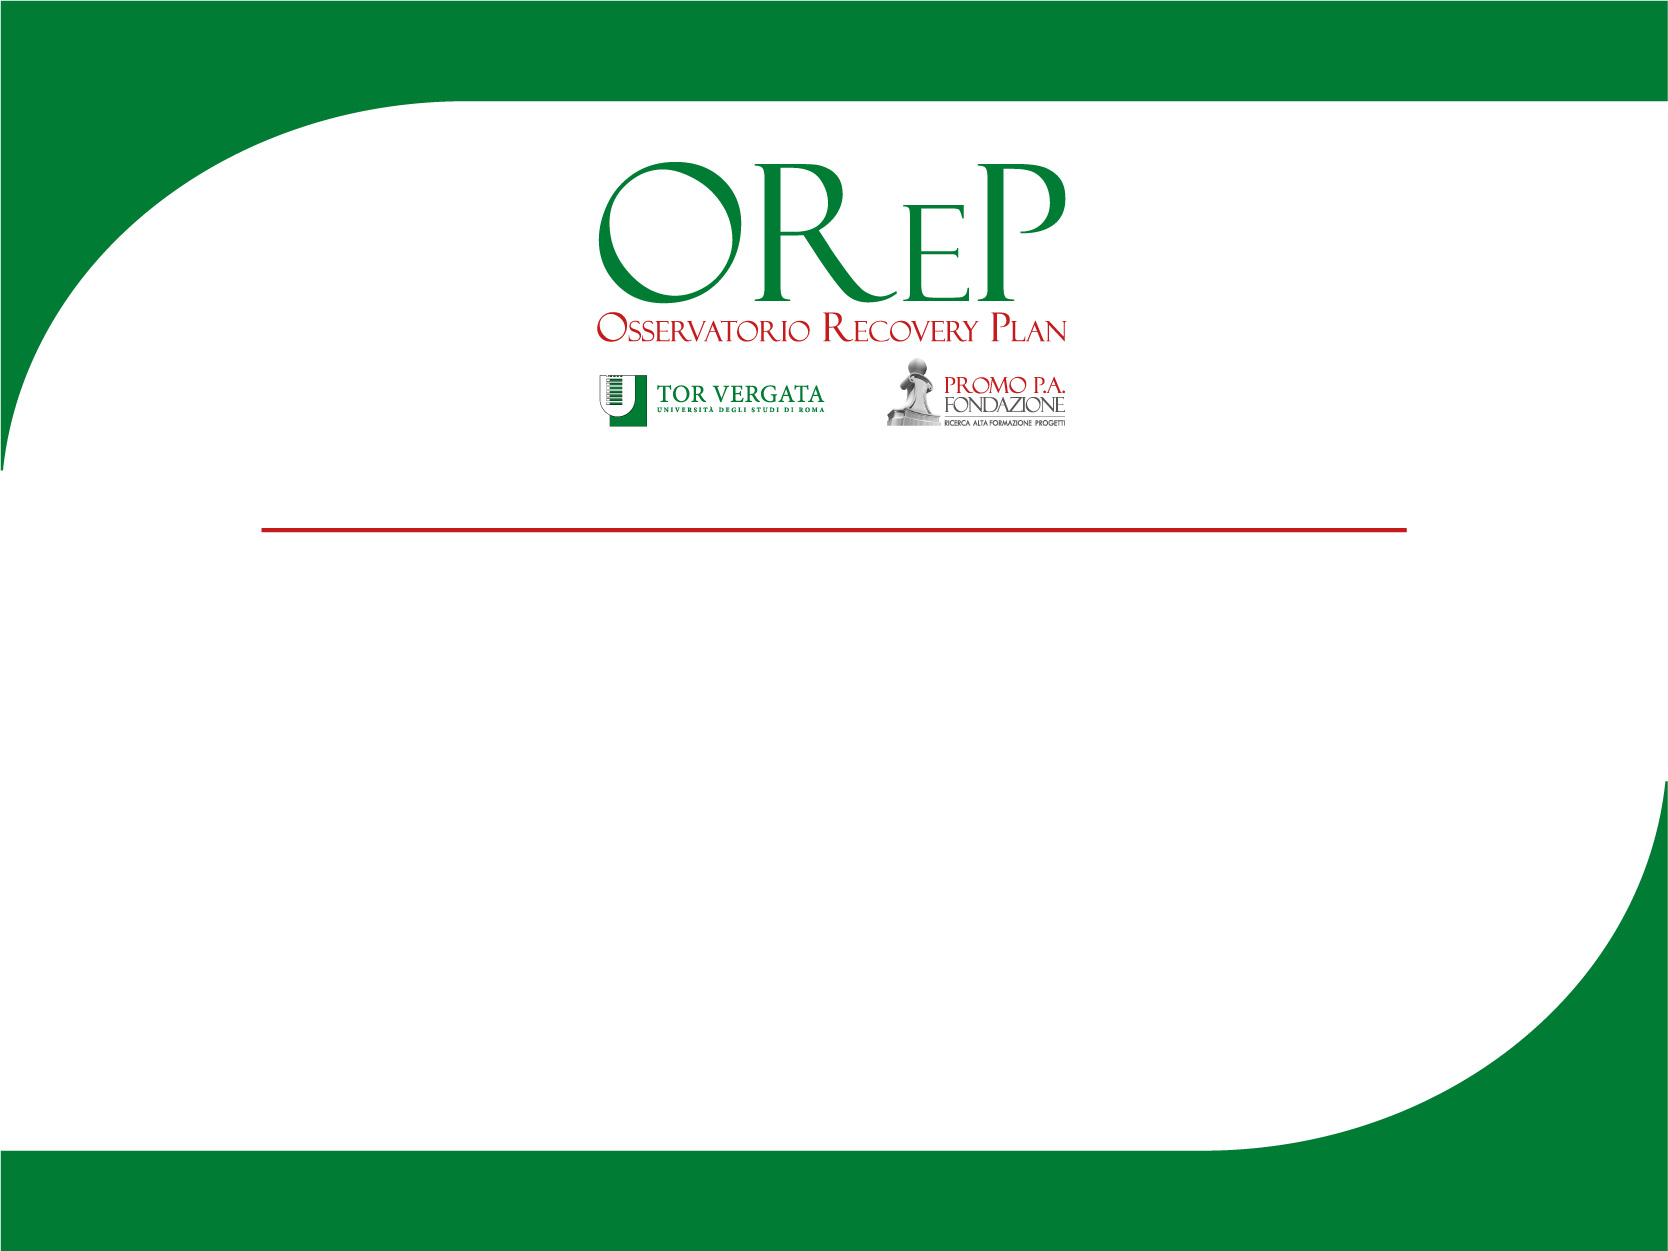 OREP
OSSERVATORIO RECOVERY PLAN
TOR VERGATA
UNIVERSITÀ DEGLI STUDI DI ROMA
PROMO P.A.
FONDAZIONE
RICERCA ALTA FORMAZIONE PROGETTI